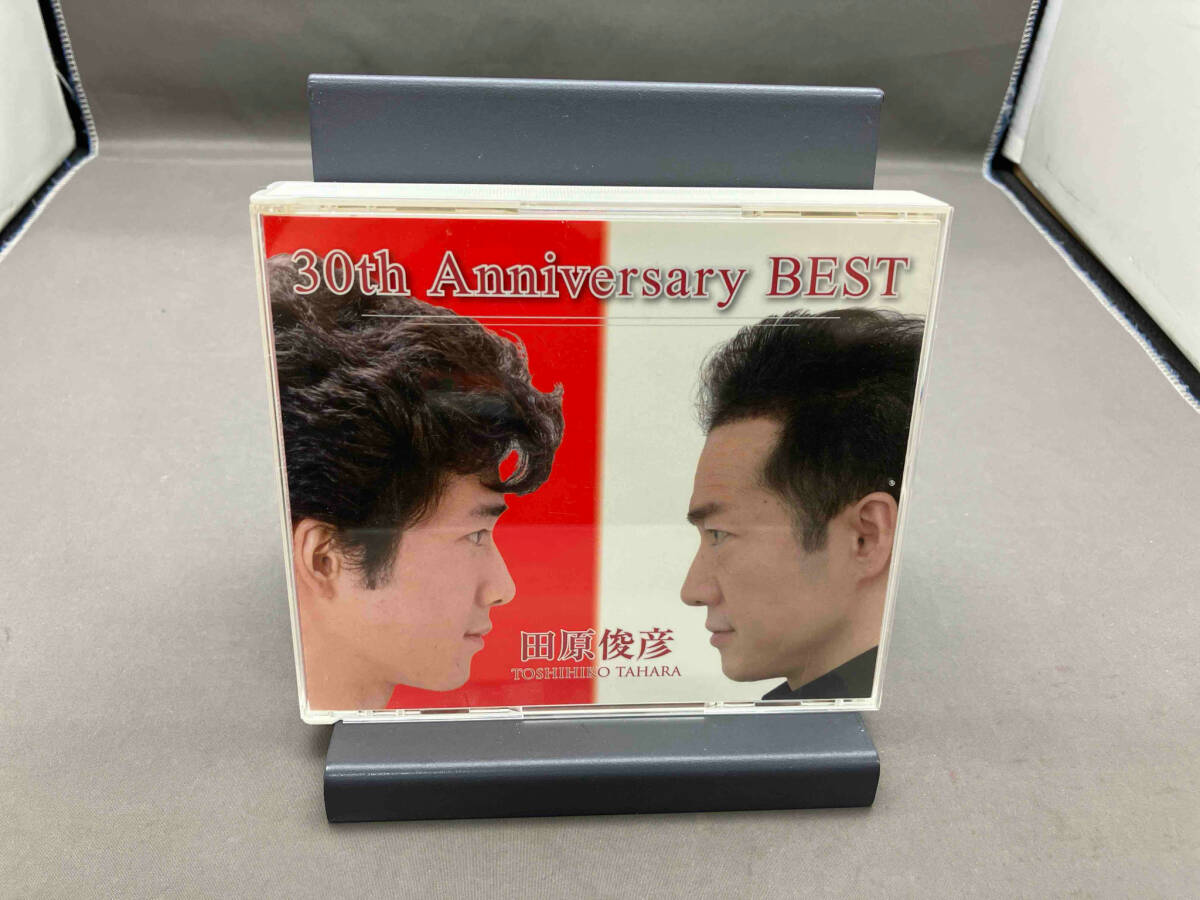 30th Anniversary BEST
田原俊彦
TOSHIHIKO TAHARA